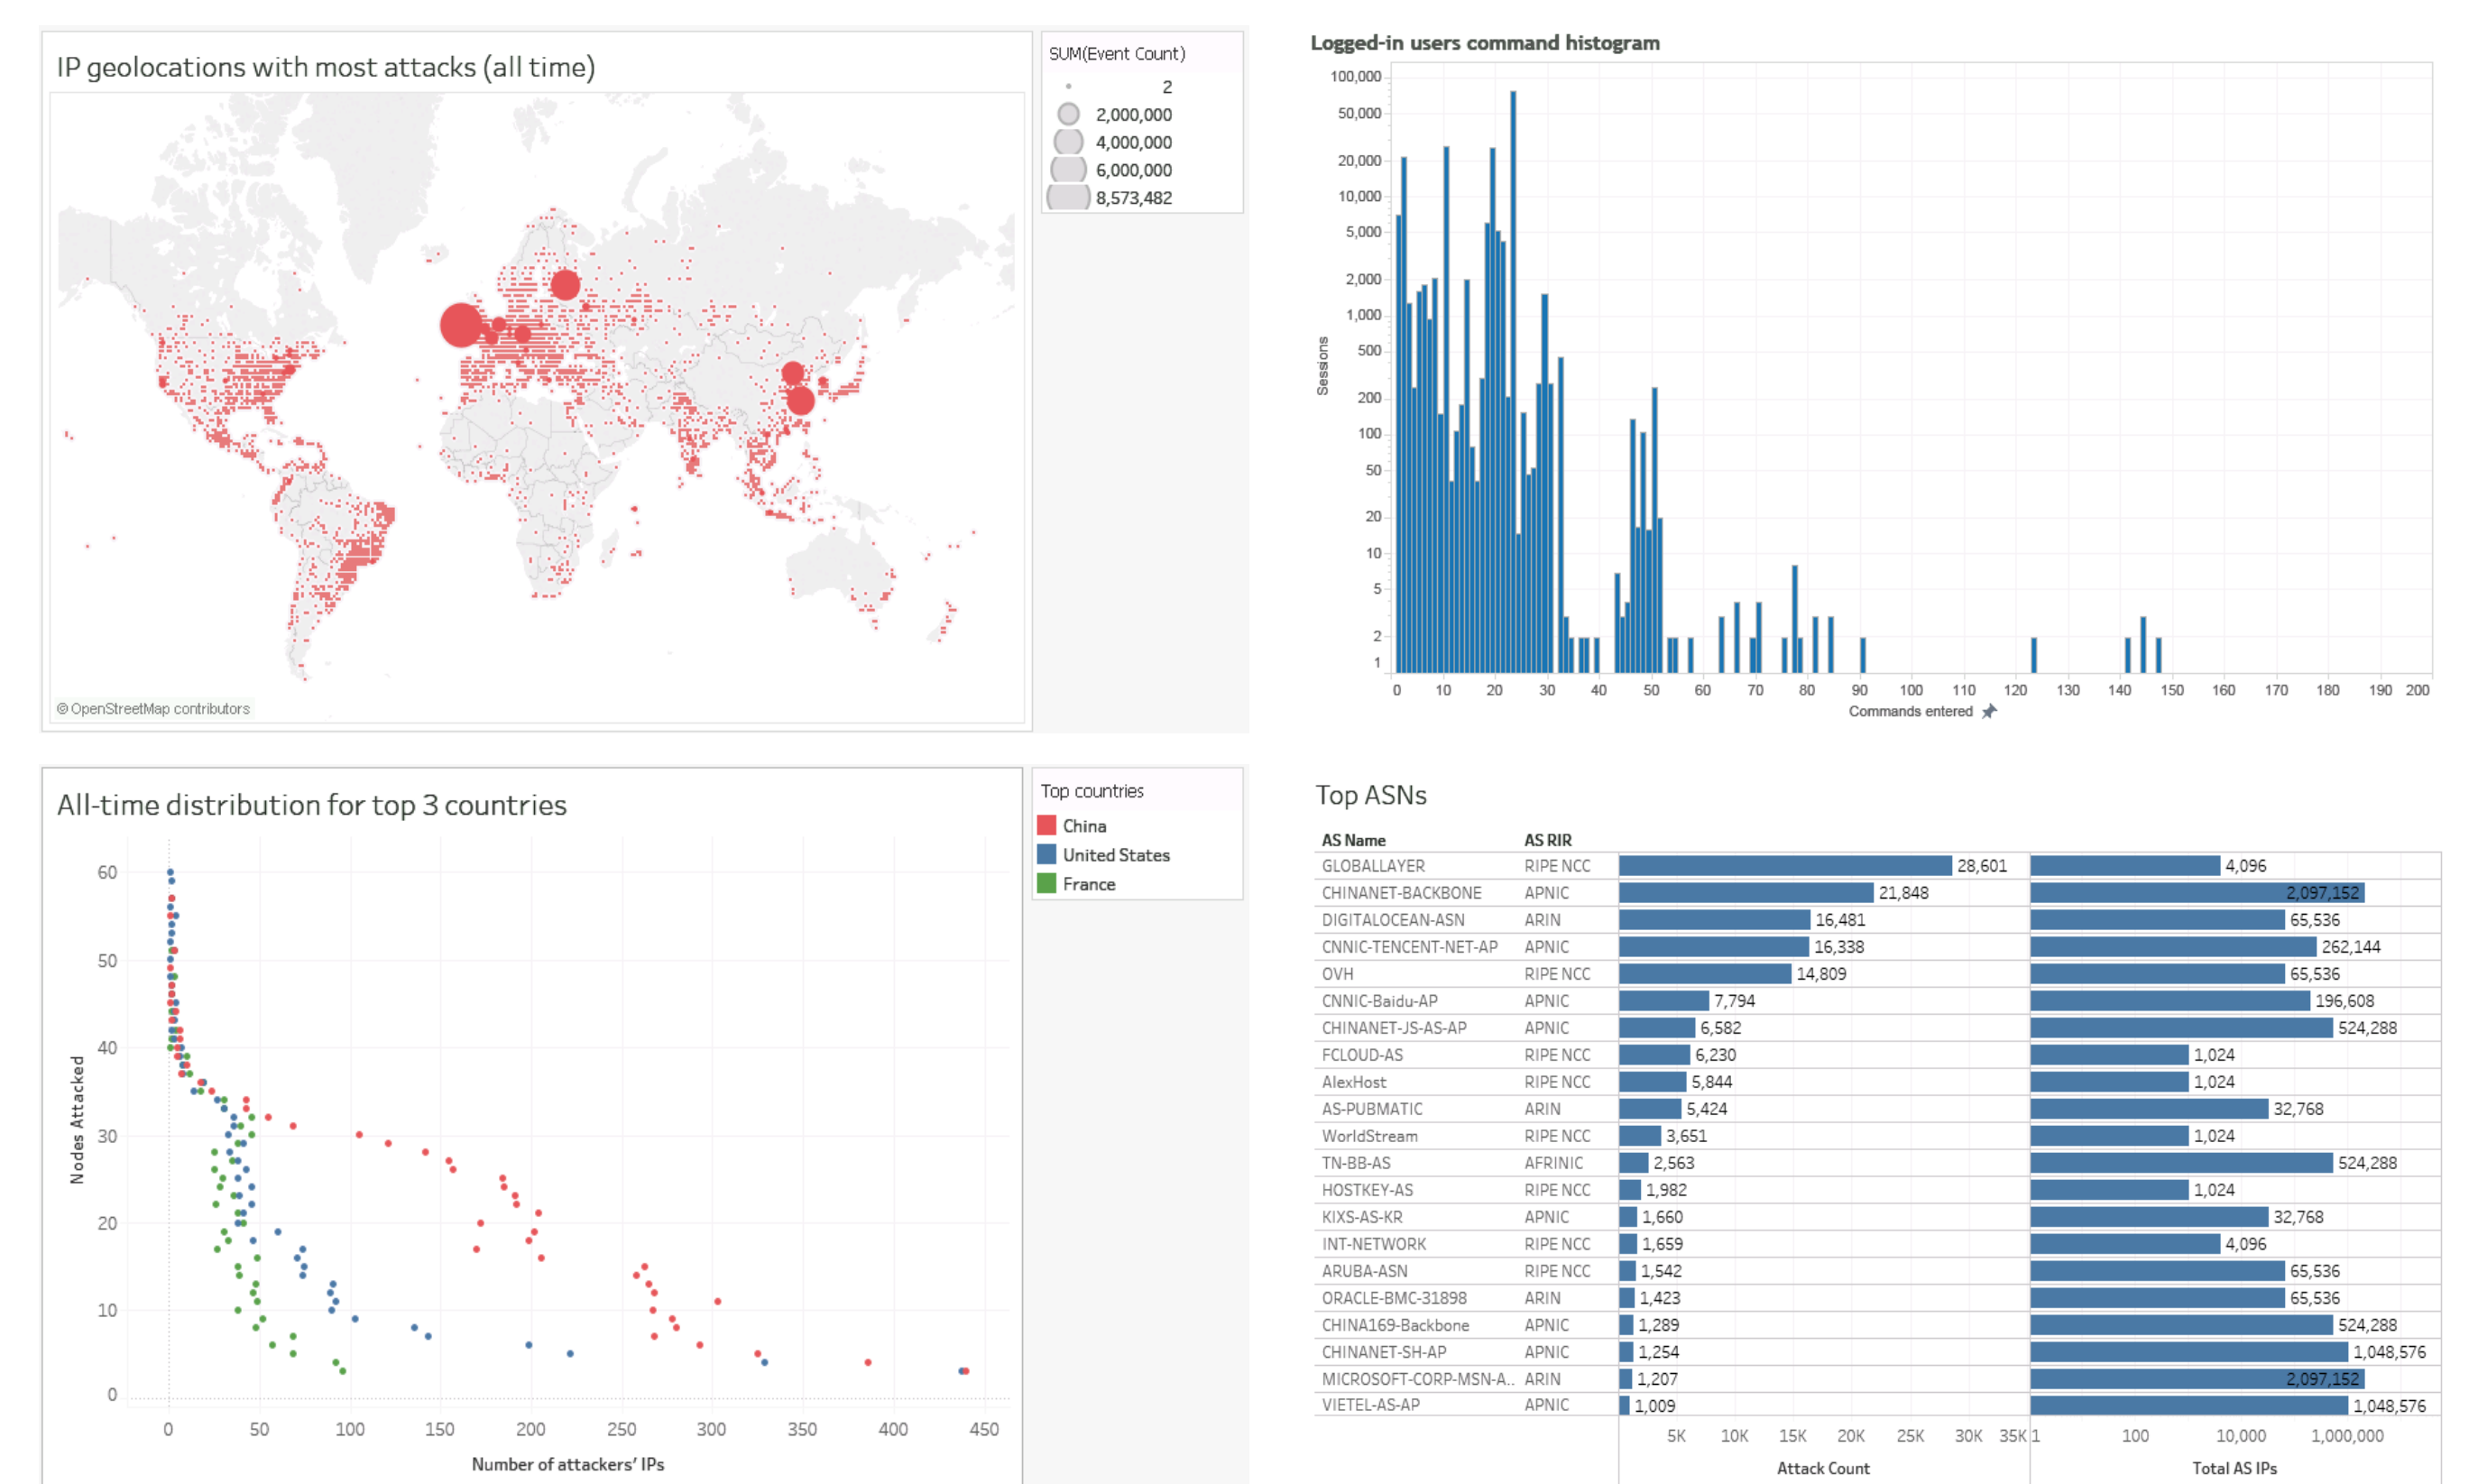 IP geolocations with most attacks (all time)
© OpenStreetMap contributors
SUM(Event Count)
2
2,000,000
4,000,000
6,000,000
8,573,482
Logged-in users command histogram
100,000
50,000
20,000
10,000
5,000
2,000
1,000
500
200
100
50
20
10
5
2
1
Sessions
0 10 20 30 40 50 60 70 80 90 100 110 120 130 140 150 160 170 180 190 200
Commands entered
All-time distribution for top 3 countries
60
50
40
30
20
10
0
Nodes Attacked
0 50 100 150 200 250 300 350 400 450
Number of attackers' IPs
Top countries
China
United States
France
Top ASNs
AS Name AS RIR
GLOBALLAYER RIPE NCC 28,601 4,096
CHINANET-BACKBONE APNIC 21,848 2,097,152
DIGITALOCEAN-ASN ARIN 16,481 65,536
CNNIC-TENCENT-NET-AP APNIC 16,338 262,144
OVH RIPE NCC 14,809 65,536
CNNIC-Baidu-AP APNIC 7,794 196,608
CHINANET-JS-AS-AP APNIC 6,582 524,288
FCLOUD-AS RIPE NCC 6,230 1,024
AlexHost RIPE NCC 5,844 1,024
AS-PUBMATIC ARIN 5,424 32,768
WorldStream RIPE NCC 3,651 1,024
TN-BB-AS AFRINIC 2,563 524,288
HOSTKEY-AS RIPE NCC 1,982 1,024
KIXS-AS-KR APNIC 1,660 32,768
INT-NETWORK RIPE NCC 1,659 4,096
ARUBA-ASN RIPE NCC 1,542 65,536
ORACLE-BMC-31898 ARIN 1,423 65,536
CHINA169-Backbone APNIC 1,289 524,288
CHINANET-SH-AP APNIC 1,254 1,048,576
MICROSOFT-CORP-MSN-A.. ARIN 1,207 2,097,152
VIETEL-AS-AP APNIC 1,009 1,048,576
5K 10K 15K 20K 25K 30K 35K 1 100 10,000 1,000,000
Attack Count Total AS IPs